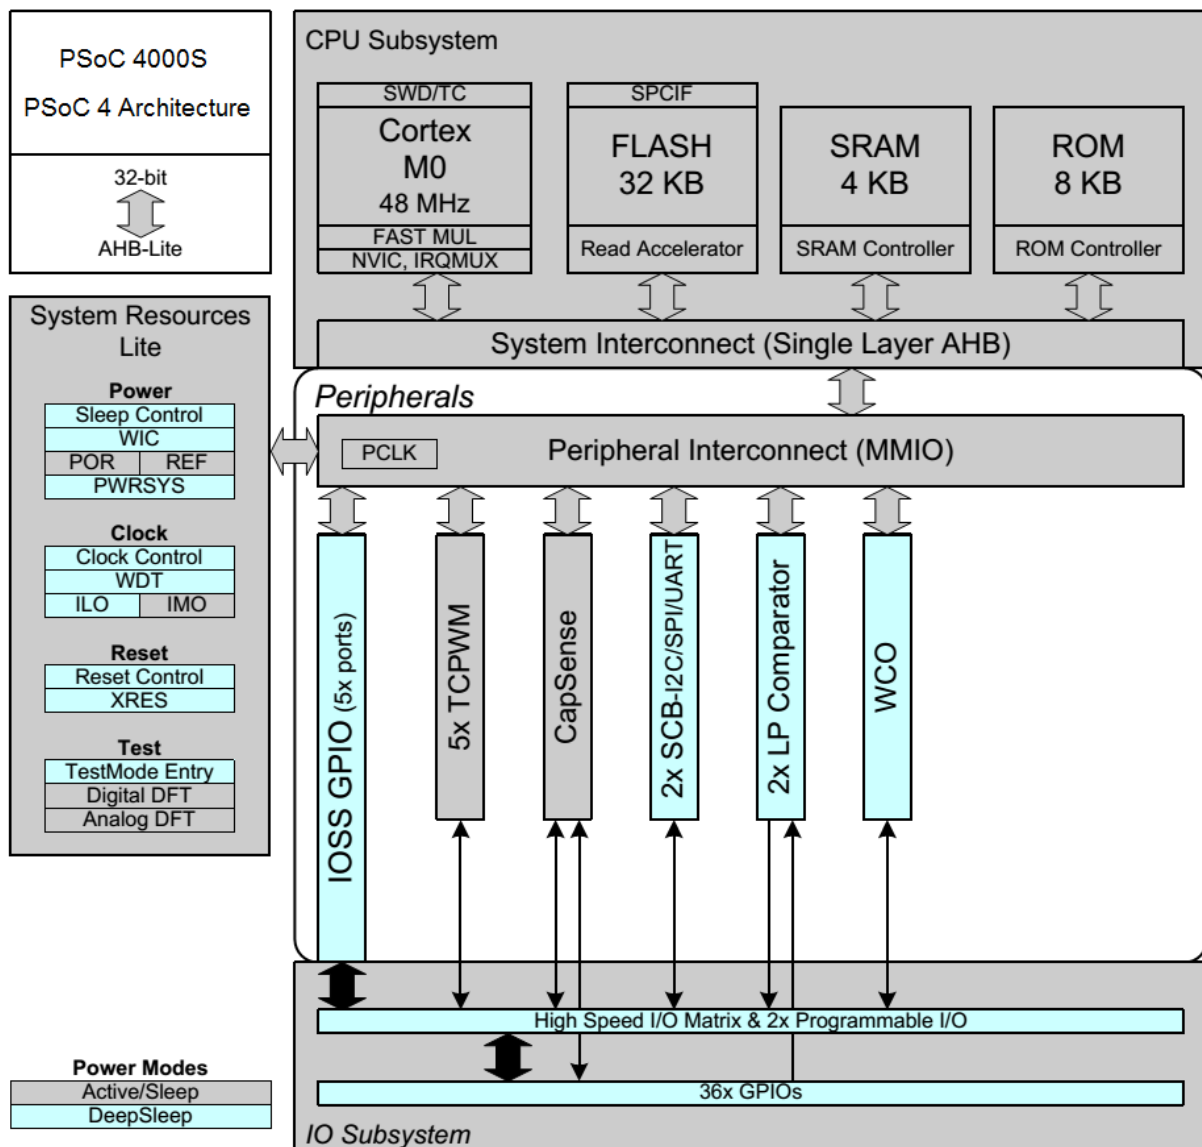 PSoC 4000S
PSoC 4 Architecture
32-bit
AHB-Lite
CPU Subsystem
SWD/TC
Cortex
M0
48 MHz
FAST MUL
NVIC, IRQMUX
SPCIF
FLASH
32 KB
Read Accelerator
SRAM
4 KB
SRAM Controller
ROM
8 KB
ROM Controller
System Interconnect (Single Layer AHB)
System Resources
Lite
Power
Sleep Control
WIC
POR REF
PWRSYS
Clock
Clock Control
WDT
ILO IMO
Reset
Reset Control
XRES
Test
TestMode Entry
Digital DFT
Analog DFT
Peripherals
PCLK
Peripheral Interconnect (MMIO)
IOSS GPIO (5x ports)
5x TCPWM
CapSense
2x SCB-I2C/SPI/UART
2x LP Comparator
WCO
High Speed I/O Matrix & 2x Programmable I/O
36x GPIOs
IO Subsystem
Power Modes
Active/Sleep
DeepSleep